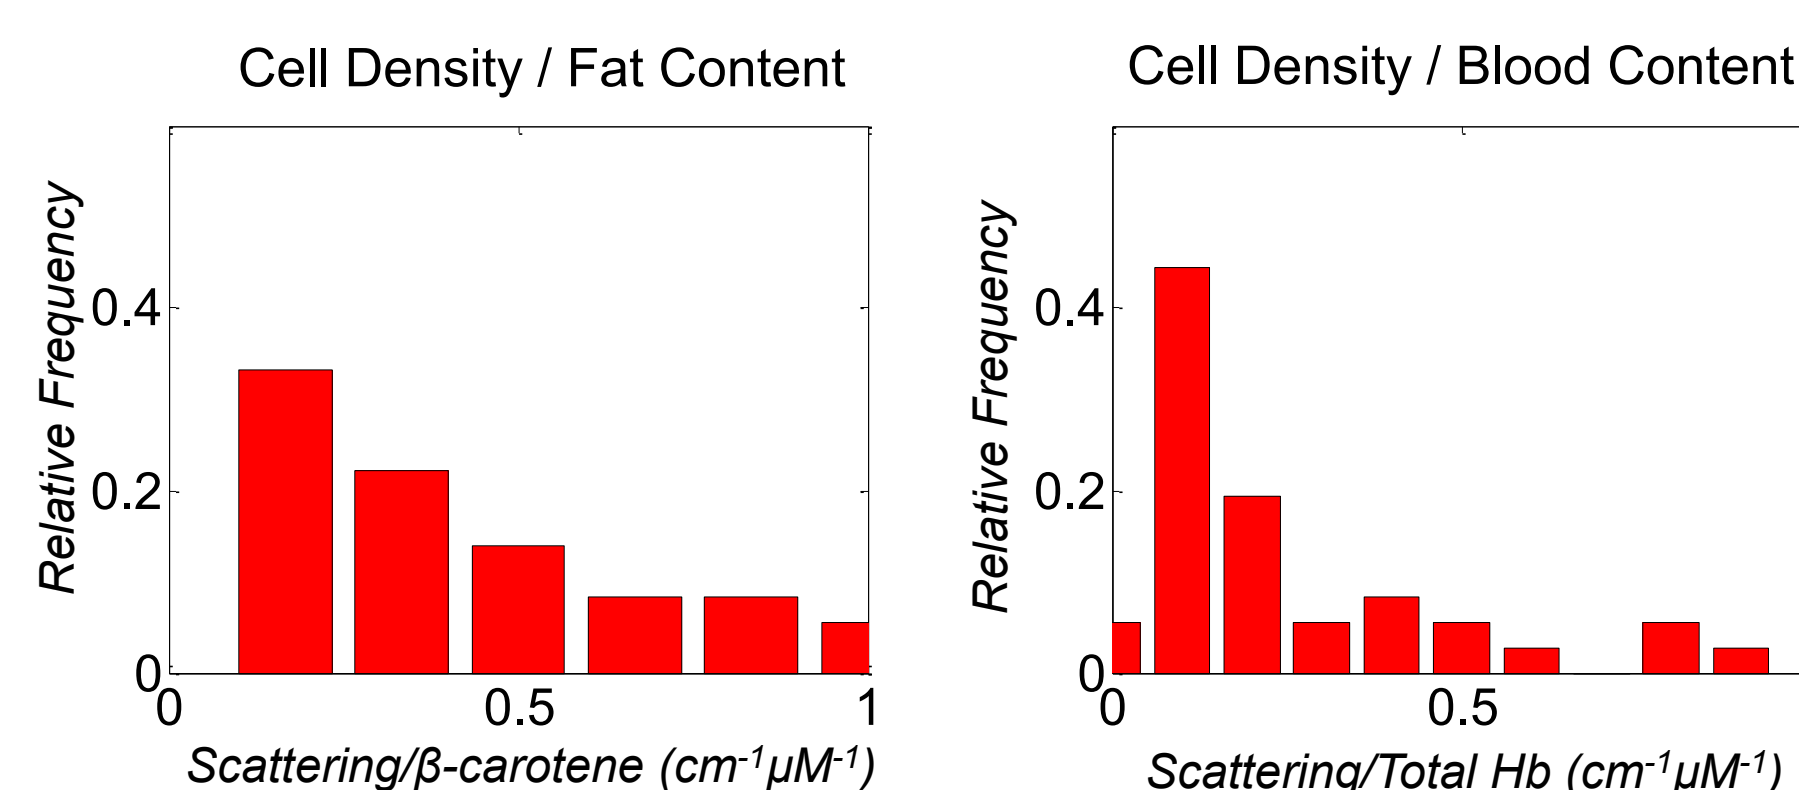 Cell Density / Fat Content
Relative Frequency
0.4
0.2
0
0
0.5
1
Scattering/β-carotene (cm-1μM-1)
Cell Density / Blood Content
Relative Frequency
0.4
0.2
0
0
0.5
Scattering/Total Hb (cm-1μM-1)